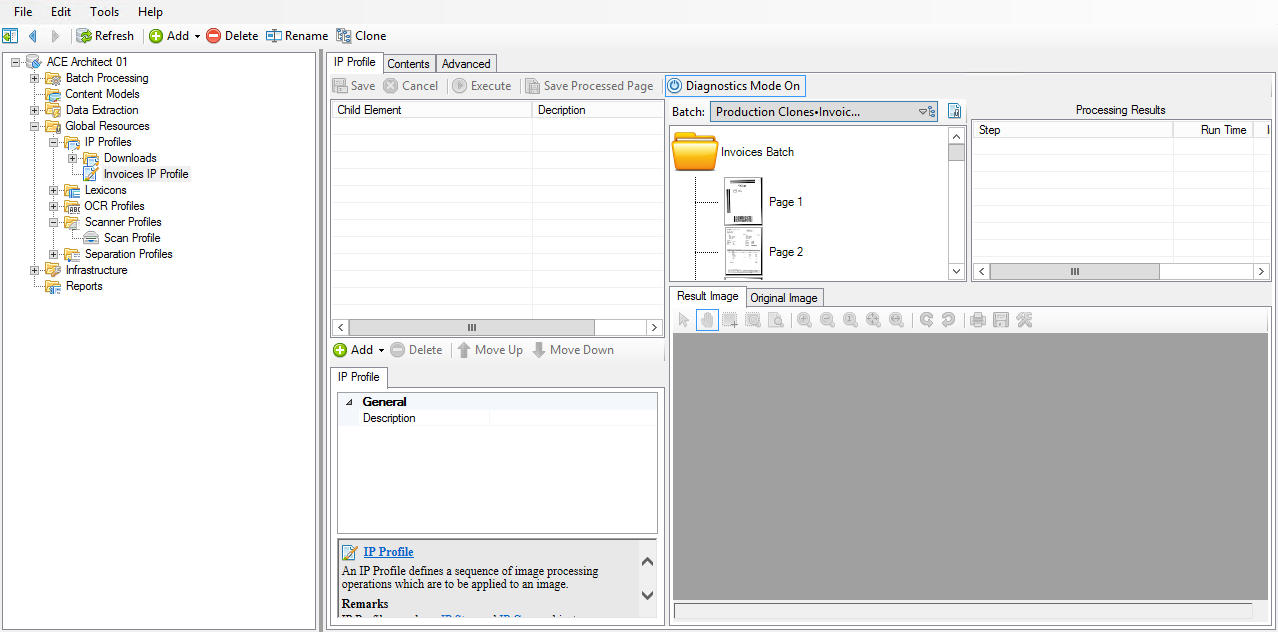 File Edit Tools Help
Refresh Add Delete Rename Clone
ACE Architect 01
Batch Processing
Content Models
Data Extraction
Global Resources
IP Profiles
Downloads
Invoices IP Profile
Lexicons
OCR Profiles
Scanner Profiles
Scan Profile
Separation Profiles
Infrastructure
Reports
IP Profile Contents Advanced
Save Cancel Execute Save Processed Page Diagnostics Mode On
Child Element Decription
Add Delete Move Up Move Down
IP Profile
General
Description
IP Profile
An IP Profile defines a sequence of image processing
operations which are to be applied to an image.
Remarks
Batch: Production Clones•Invoic...
Invoices Batch
Page 1
Page 2
Processing Results
Step Run Time
Result Image Original Image